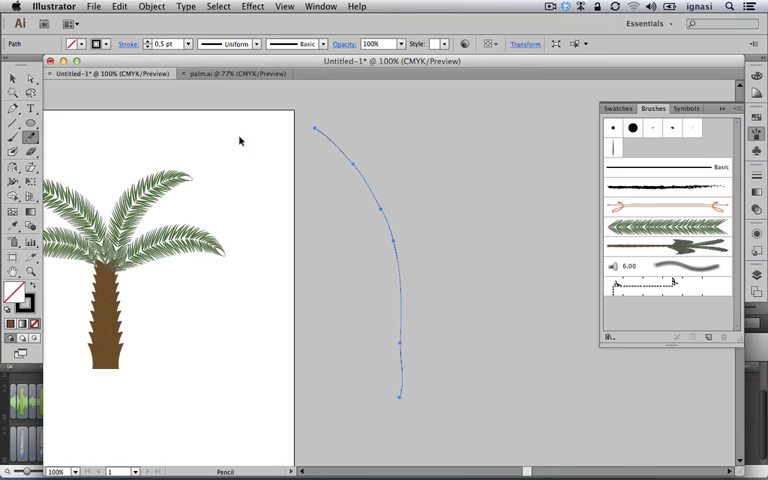 Illustrator File Edit Object Type Select Effect View Window Help ignasi
Ai Br Essentials
Path Stroke: 0,5 pt Uniform Basic Opacity: 100% Style: Transform
Untitled-1* @ 100% (CMYK/Preview)
× Untitled-1* @ 100% (CMYK/Preview) × palm.ai @ 77% (CMYK/Preview)
Swatches Brushes Symbols
Basic
6,00
100% 1 Pencil